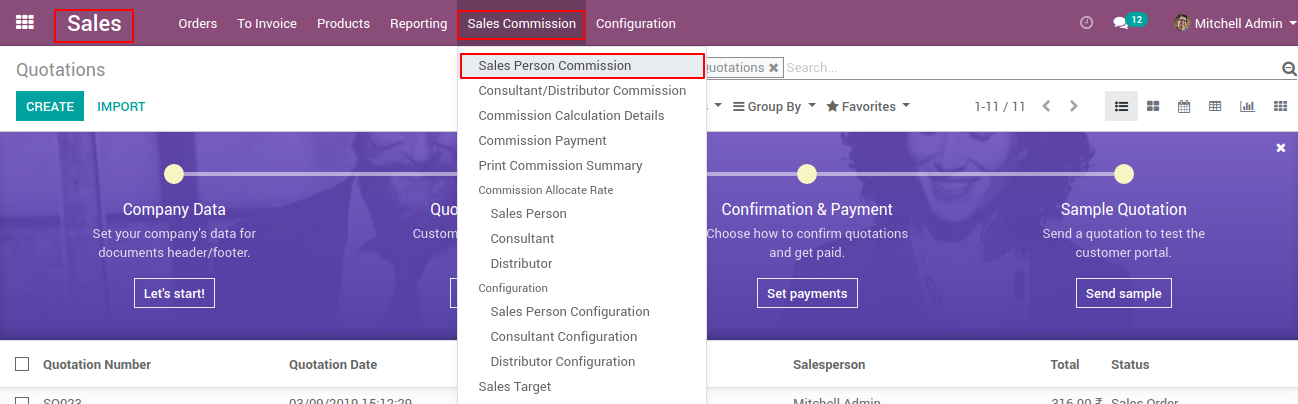 Sales Orders To Invoice Products Reporting Sales Commission Configuration 12 Mitchell Admin
Quotations
Quotations × Search...
CREATE IMPORT
Group By Favorites 1-11 / 11
Sales Person Commission
Consultant/Distributor Commission
Commission Calculation Details
Commission Payment
Print Commission Summary
Commission Allocate Rate
Sales Person
Consultant
Distributor
Configuration
Sales Person Configuration
Consultant Configuration
Distributor Configuration
Sales Target
Company Data
Set your company's data for
documents header/footer.
Let's start!
Confirmation & Payment
Choose how to confirm quotations
and get paid.
Set payments
Sample Quotation
Send a quotation to test the
customer portal.
Send sample
Quotation Number Quotation Date Salesperson Total Status
SO023 03/09/2019 15:12:29 Mitchell Admin 316.00 ₹ Sales Order